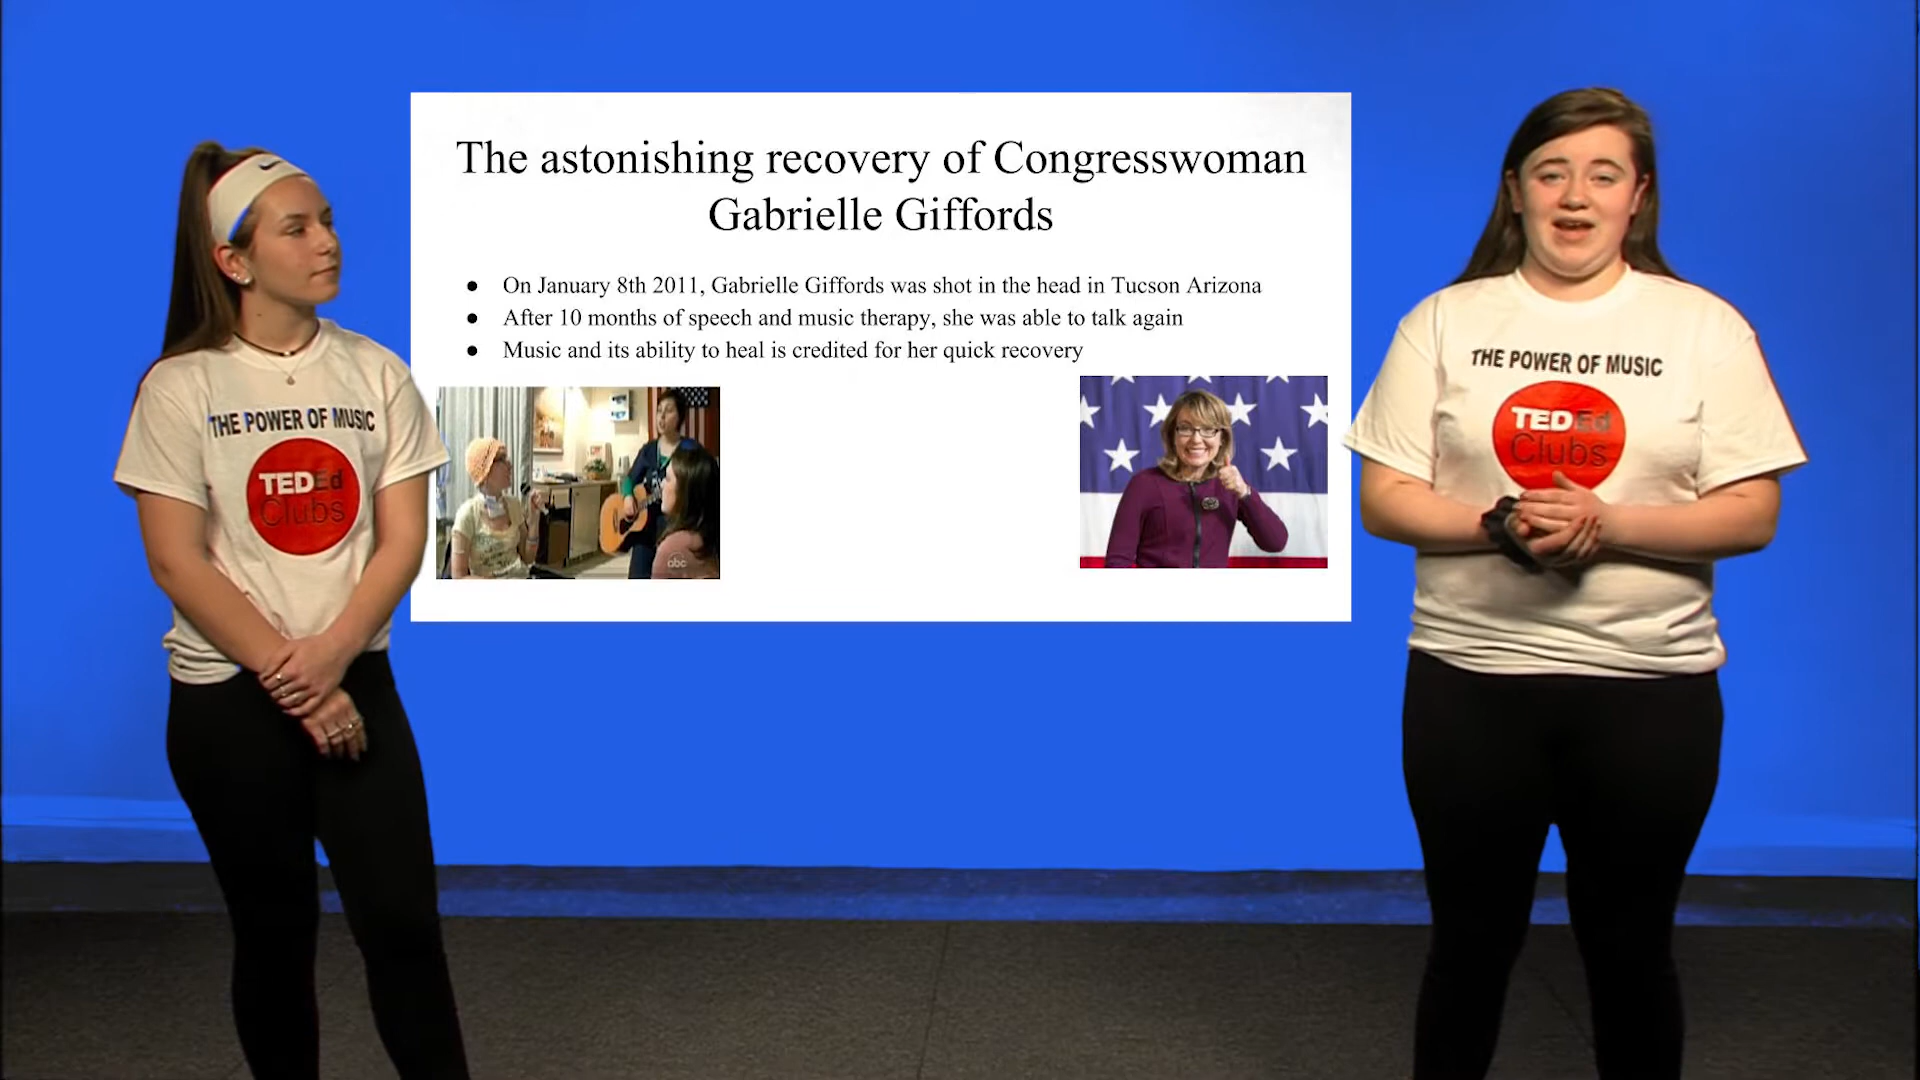 The astonishing recovery of Congresswoman
Gabrielle Giffords
● On January 8th 2011, Gabrielle Giffords was shot in the head in Tucson Arizona
● After 10 months of speech and music therapy, she was able to talk again
● Music and its ability to heal is credited for her quick recovery
abc
THE POWER OF MUSIC
TEDEd
Clubs
THE POWER OF MUSIC
TEDEd
Clubs